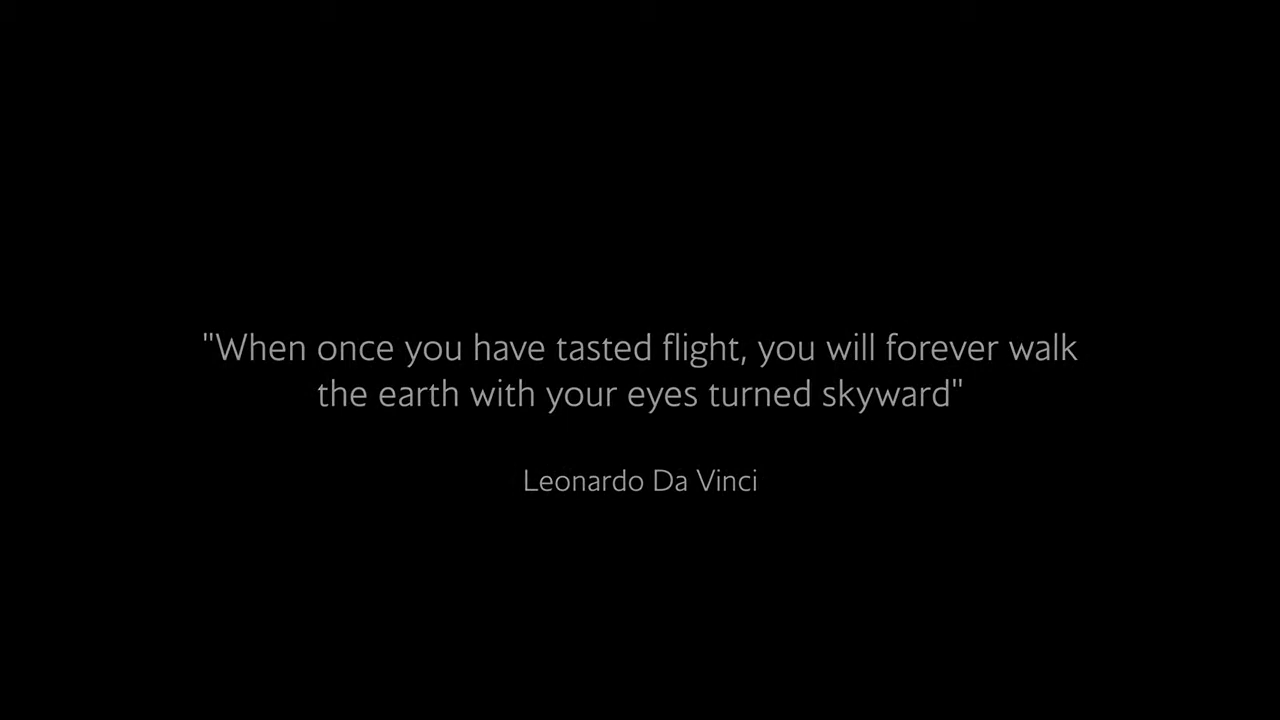 "When once you have tasted flight, you will forever walk
the earth with your eyes turned skyward"
Leonardo Da Vinci